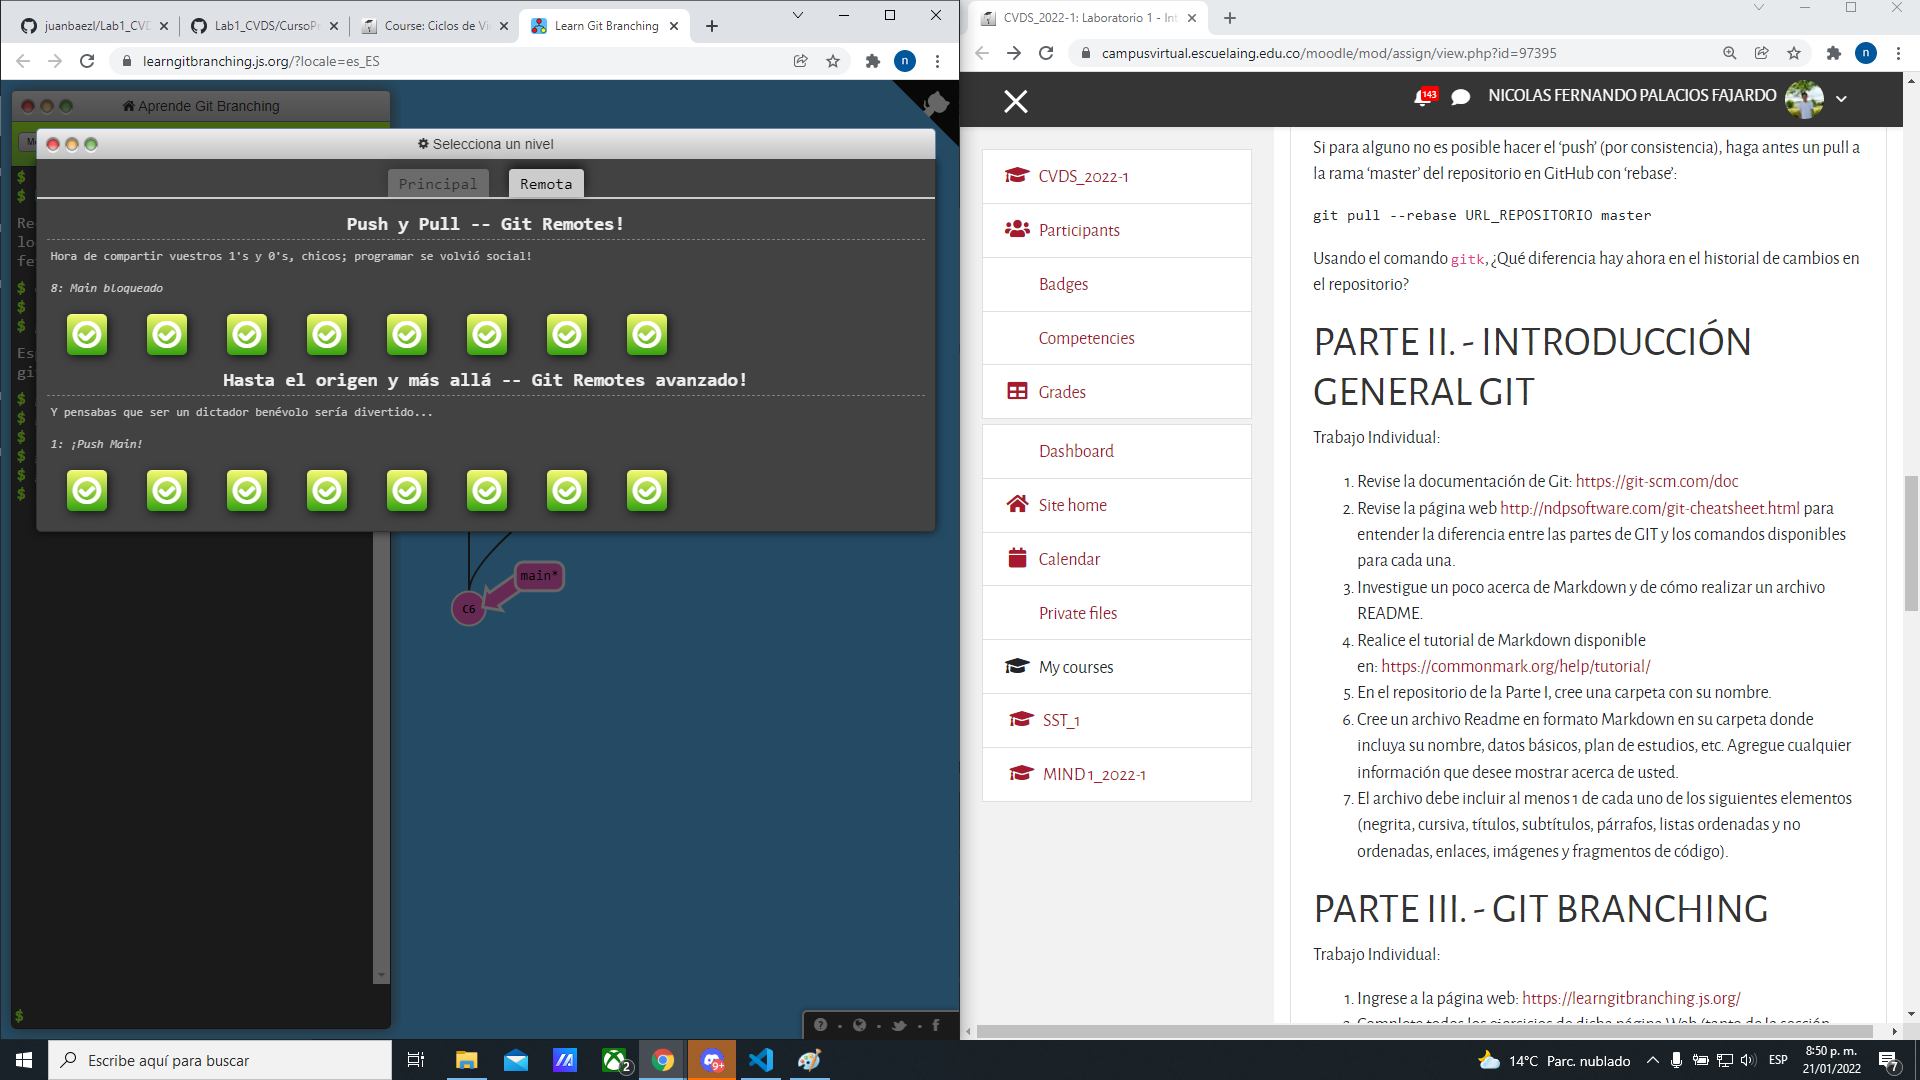 juanbaezl/Lab1_CVD
Lab1_CVDS/CursoPr
Course: Ciclos de Vi
Learn Git Branching
learngitbranching.js.org/?locale=es_ES
n
Aprende Git Branching
Selecciona un nivel
Principal
Remota
Push y Pull -- Git Remotes!
Hora de compartir vuestros 1's y 0's, chicos; programar se volvió social!
8: Main bloqueado
Hasta el origen y más allá -- Git Remotes avanzado!
Y pensabas que ser un dictador benévolo sería divertido...
1: ¡Push Main!
main*
C6
$
CVDS_2022-1: Laboratorio 1 - Int
campusvirtual.escuelaing.edu.co/moodle/mod/assign/view.php?id=97395
n
143
NICOLAS FERNANDO PALACIOS FAJARDO
CVDS_2022-1
Participants
Badges
Competencies
Grades
Dashboard
Site home
Calendar
Private files
My courses
SST_1
MIND1_2022-1
Si para alguno no es posible hacer el ‘push’ (por consistencia), haga antes un pull a
la rama ‘master’ del repositorio en GitHub con ‘rebase’:
git pull --rebase URL_REPOSITORIO master
Usando el comando gitk, ¿Qué diferencia hay ahora en el historial de cambios en
el repositorio?
PARTE II. - INTRODUCCIÓN
GENERAL GIT
Trabajo Individual:
1. Revise la documentación de Git: https://git-scm.com/doc
2. Revise la página web http://ndpsoftware.com/git-cheatsheet.html para
entender la diferencia entre las partes de GIT y los comandos disponibles
para cada una.
3. Investigue un poco acerca de Markdown y de cómo realizar un archivo
README.
4. Realice el tutorial de Markdown disponible
en: https://commonmark.org/help/tutorial/
5. En el repositorio de la Parte I, cree una carpeta con su nombre.
6. Cree un archivo Readme en formato Markdown en su carpeta donde
incluya su nombre, datos básicos, plan de estudios, etc. Agregue cualquier
información que desee mostrar acerca de usted.
7. El archivo debe incluir al menos 1 de cada uno de los siguientes elementos
(negrita, cursiva, títulos, subtítulos, párrafos, listas ordenadas y no
ordenadas, enlaces, imágenes y fragmentos de código).
PARTE III. - GIT BRANCHING
Trabajo Individual:
1. Ingrese a la página web: https://learngitbranching.js.org/
Escribe aquí para buscar
2
9+
14°C Parc. nublado
ESP
8:50 p. m.
21/01/2022
7